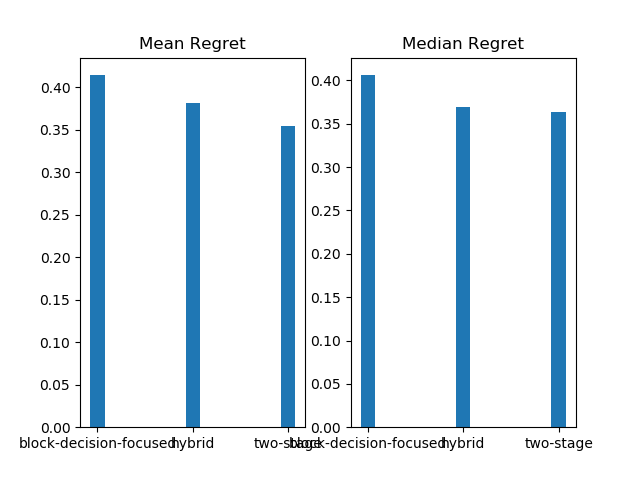 Mean Regret
0.40
0.35
0.30
0.25
0.20
0.15
0.10
0.05
0.00
block-decision-focused
hybrid
two-stage
Median Regret
0.40
0.35
0.30
0.25
0.20
0.15
0.10
0.05
0.00
block-decision-focused
hybrid
two-stage